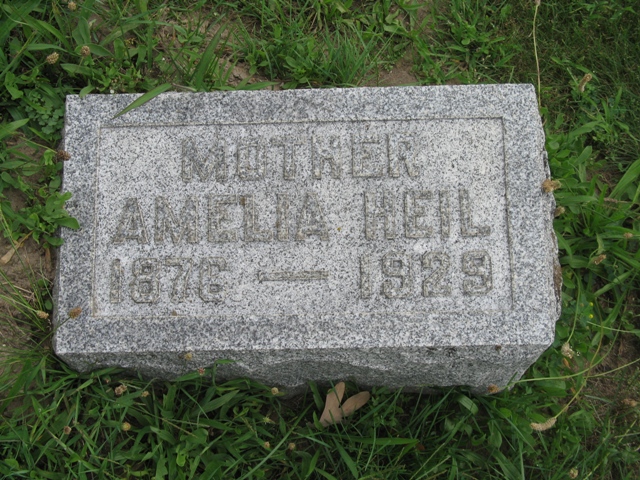 MOTHER
AMELIA HEIL
1876 — 1929